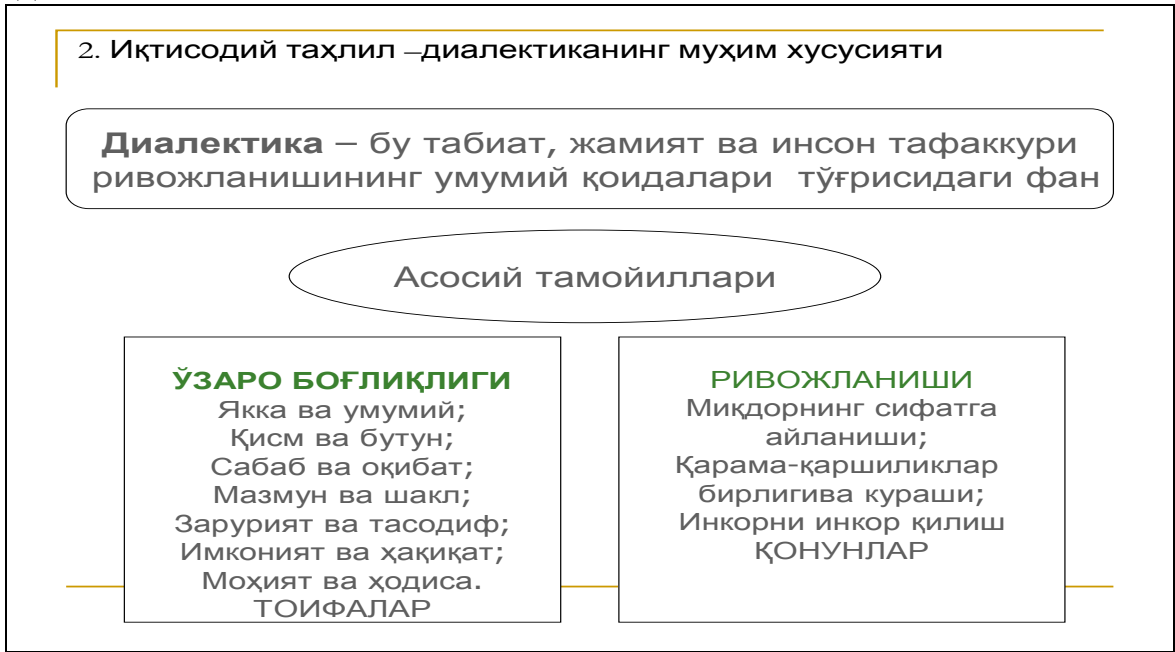 2. Иқтисодий таҳлил –диалектиканинг муҳим хусусияти
Диалектика – бу табиат, жамият ва инсон тафаккури
ривожланишининг умумий қоидалари тўғрисидаги фан
Асосий тамойиллари
ЎЗАРО БОҒЛИҚЛИГИ
Якка ва умумий;
Қисм ва бутун;
Сабаб ва оқибат;
Мазмун ва шакл;
Зарурият ва тасодиф;
Имконият ва ҳақиқат;
Моҳият ва ҳодиса.
ТОИФАЛАР
РИВОЖЛАНИШИ
Миқдорнинг сифатга
айланиши;
Қарама-қаршиликлар
бирлигива кураши;
Инкорни инкор қилиш
ҚОНУНЛАР